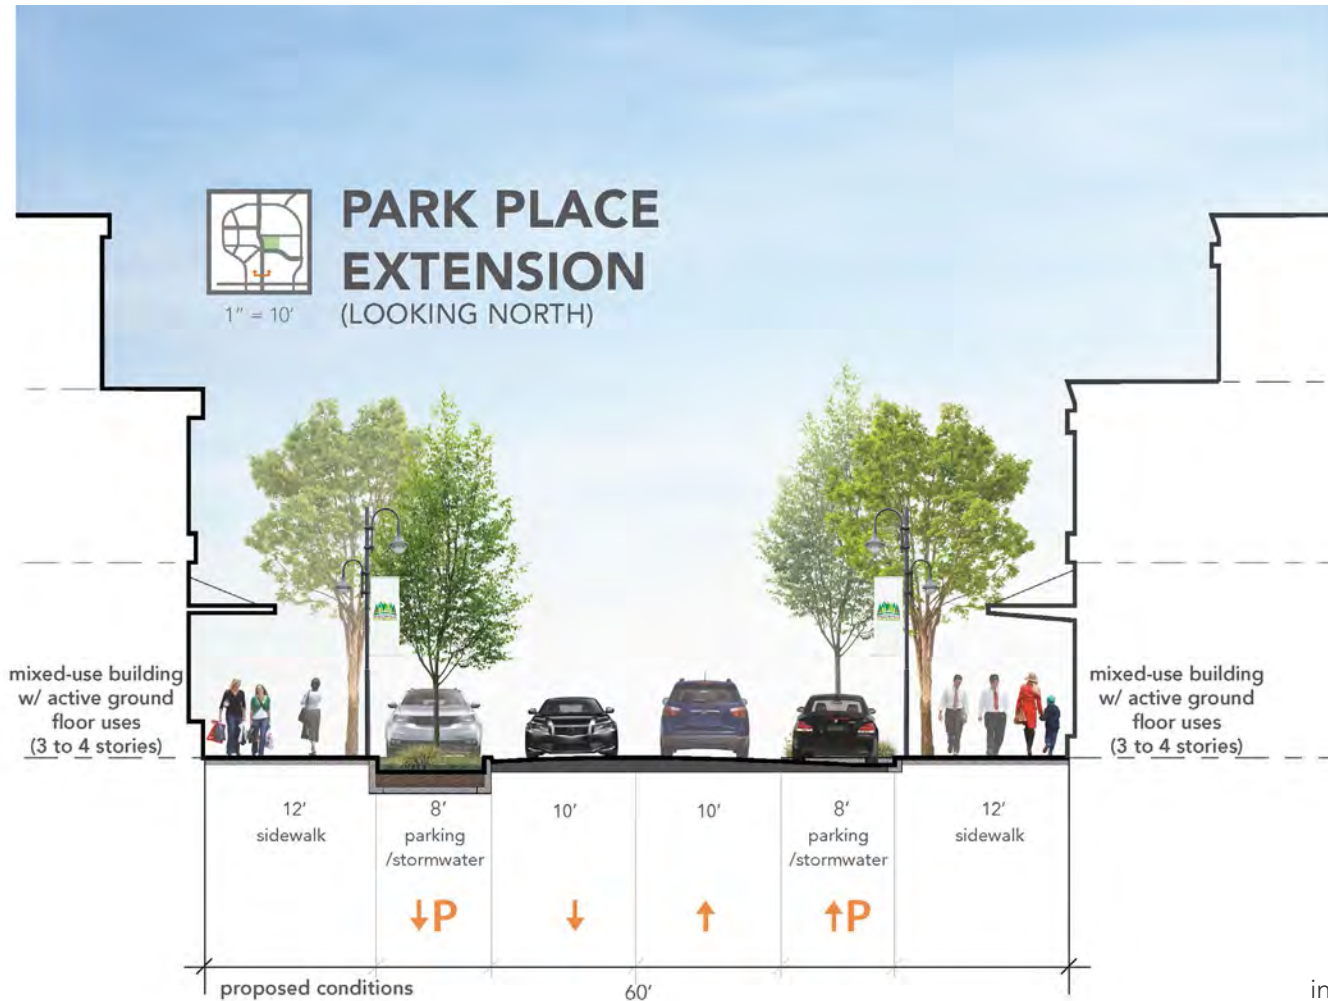 PARK PLACE
EXTENSION
1" = 10'
(LOOKING NORTH)
mixed-use building
w/ active ground
floor uses
(3 to 4 stories)
mixed-use building
w/ active ground
floor uses
(3 to 4 stories)
12'
sidewalk
8'
parking
/stormwater
10'
10'
8'
parking
/stormwater
12'
sidewalk
↓P
↓
↑
↑P
proposed conditions
60'
in